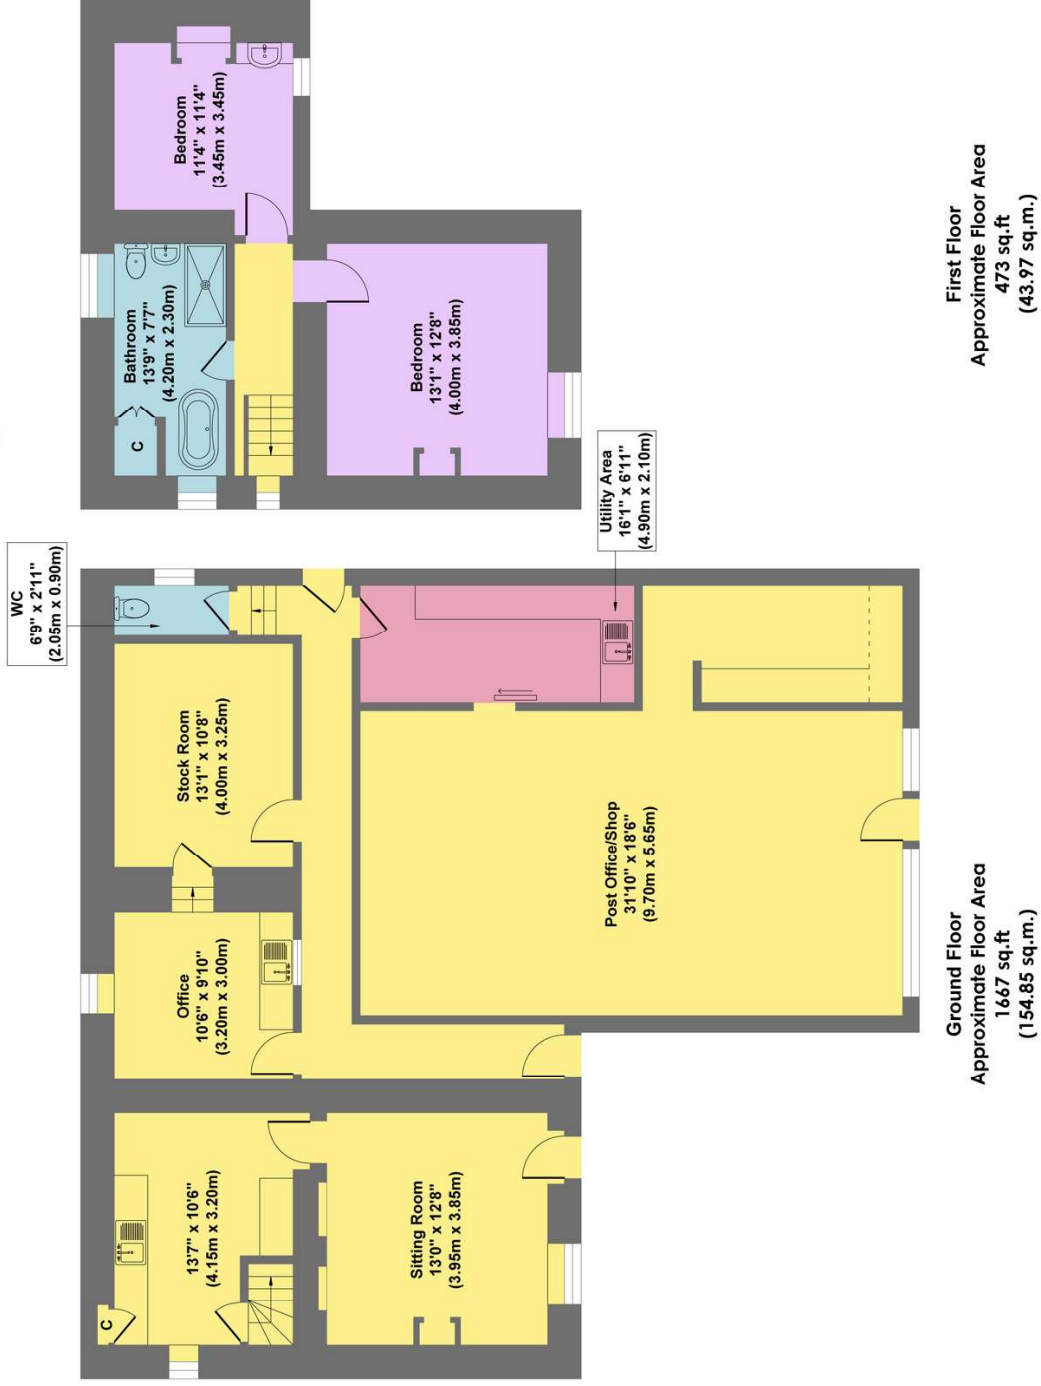 WC
6'9" x 2'11"
(2.05m x 0.90m)
Stock Room
13'1" x 10'8"
(4.00m x 3.25m)
Office
10'6" x 9'10"
(3.20m x 3.00m)
13'7" x 10'6"
(4.15m x 3.20m)
C
Sitting Room
13'0" x 12'8"
(3.95m x 3.85m)
Post Office/Shop
31'10" x 18'6"
(9.70m x 5.65m)
Utility Area
16'1" x 6'11"
(4.90m x 2.10m)
Ground Floor
Approximate Floor Area
1667 sq.ft
(154.85 sq.m.)
Bedroom
11'4" x 11'4"
(3.45m x 3.45m)
Bathroom
13'9" x 7'7"
(4.20m x 2.30m)
C
Bedroom
13'1" x 12'8"
(4.00m x 3.85m)
First Floor
Approximate Floor Area
473 sq.ft
(43.97 sq.m.)